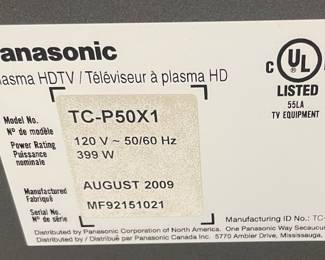 Panasonic
Plasma HDTV / Téléviseur à plasma HD
C UL
LISTED
55LA
TV EQUIPMENT
Model No.
Nº de modèle
TC-P50X1
Power Rating
Puissance
nominale
120 V ~ 50/60 Hz
399 W
Manufactured
Fabriqué
AUGUST 2009
Serial No.
Nº de série
MF92151021
Manufacturing ID No.: TC-
Distributed by Panasonic Corporation of North America. One Panasonic Way Secaucus
Distribué par Panasonic Canada Inc. 5770 Ambler Drive, Mississauga,